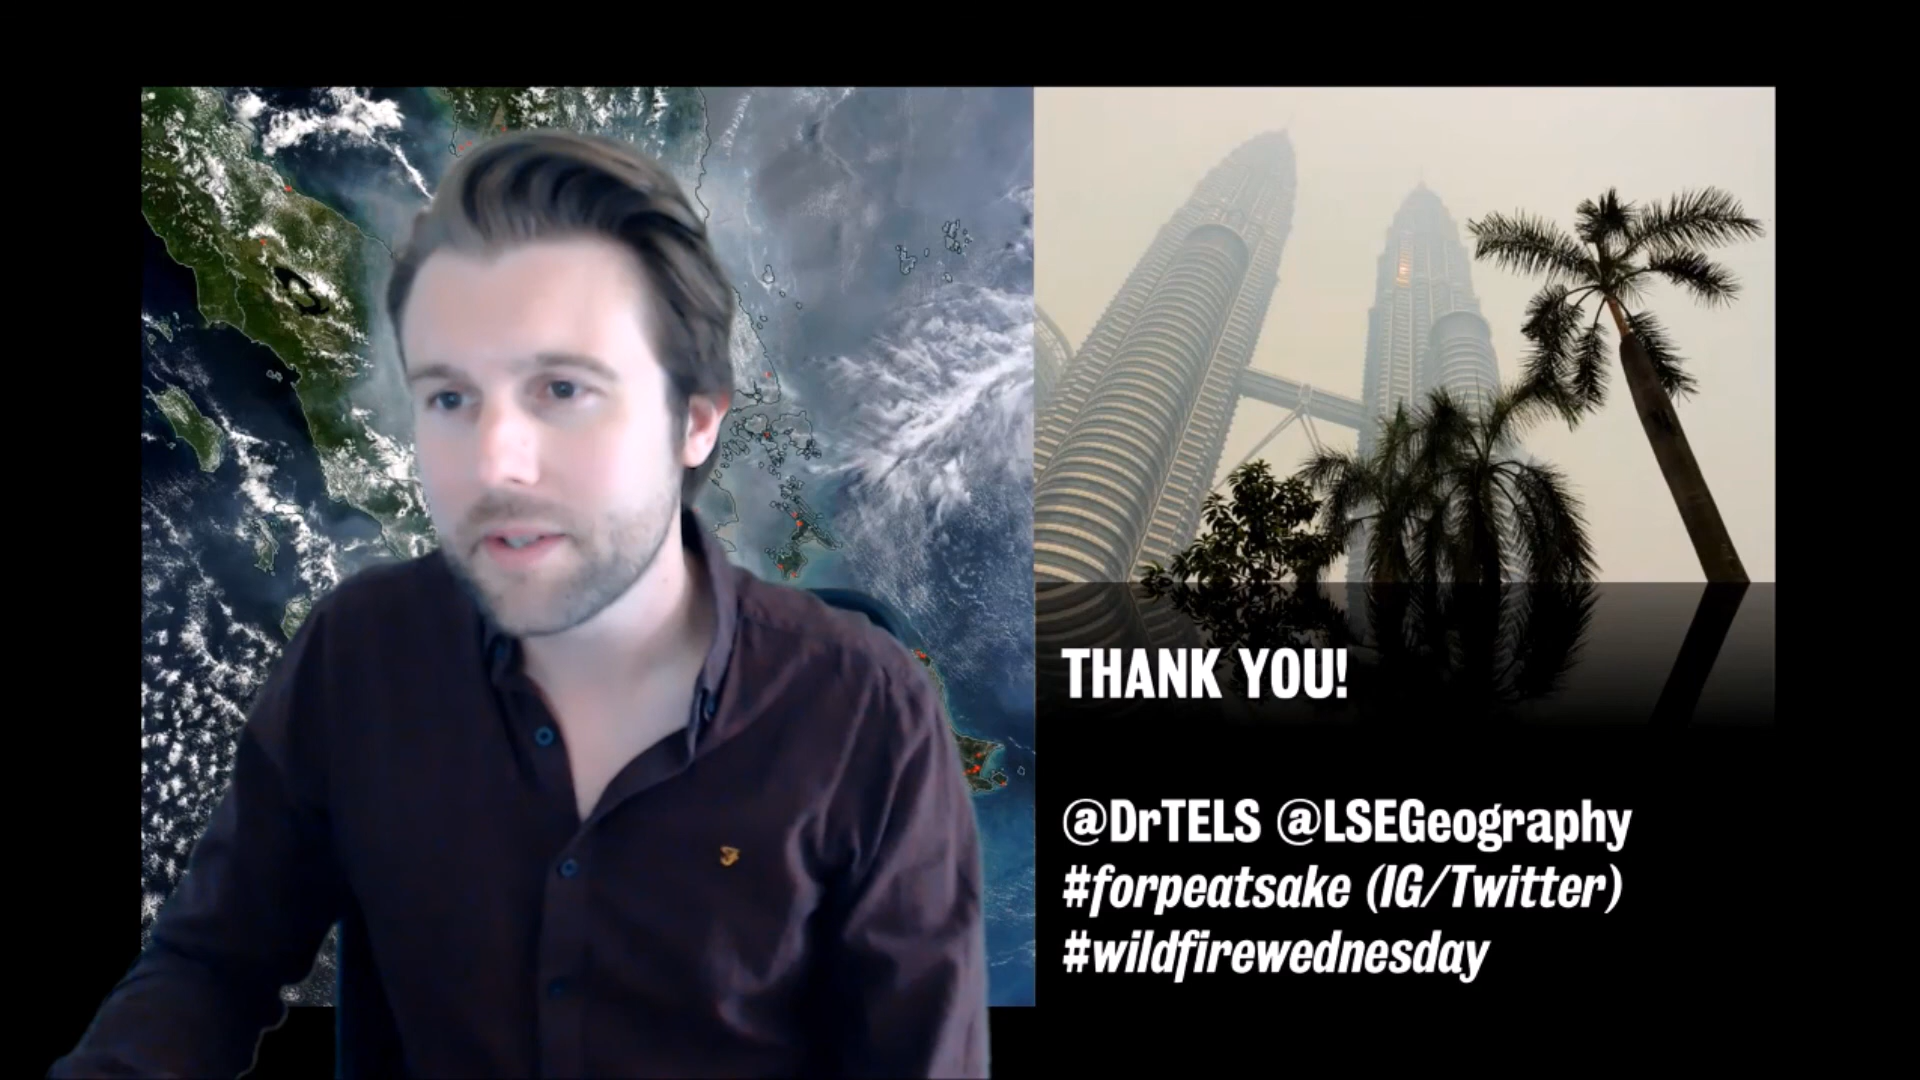 THANK YOU!
@DrTELS @LSEGeography
#forpeatsake (IG/Twitter)
#wildfirewednesday